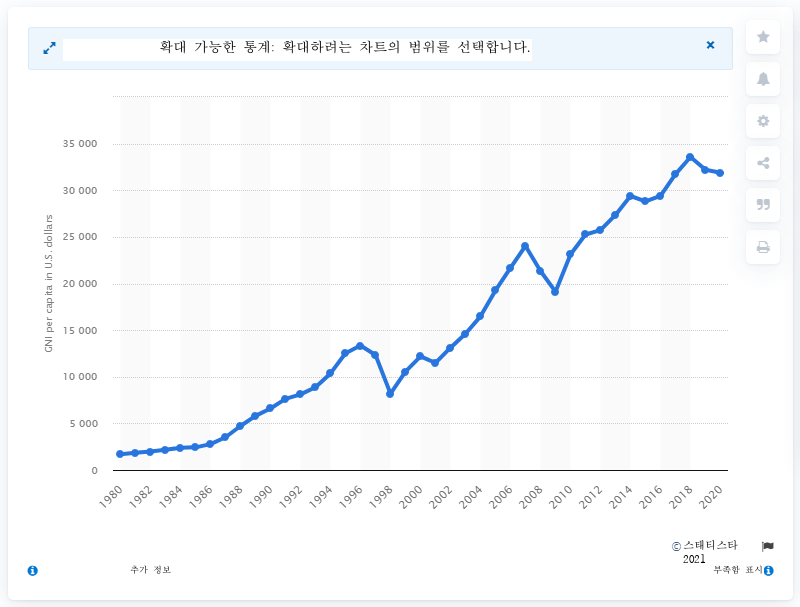 확대 가능한 통계: 확대하려는 차트의 범위를 선택합니다.
GNI per capita in U.S. dollars
35 000
30 000
25 000
20 000
15 000
10 000
5 000
0
1980 1982 1984 1986 1988 1990 1992 1994 1996 1998 2000 2002 2004 2006 2008 2010 2012 2014 2016 2018 2020
© 스태티스타
2021
추가 정보
부족함 표시